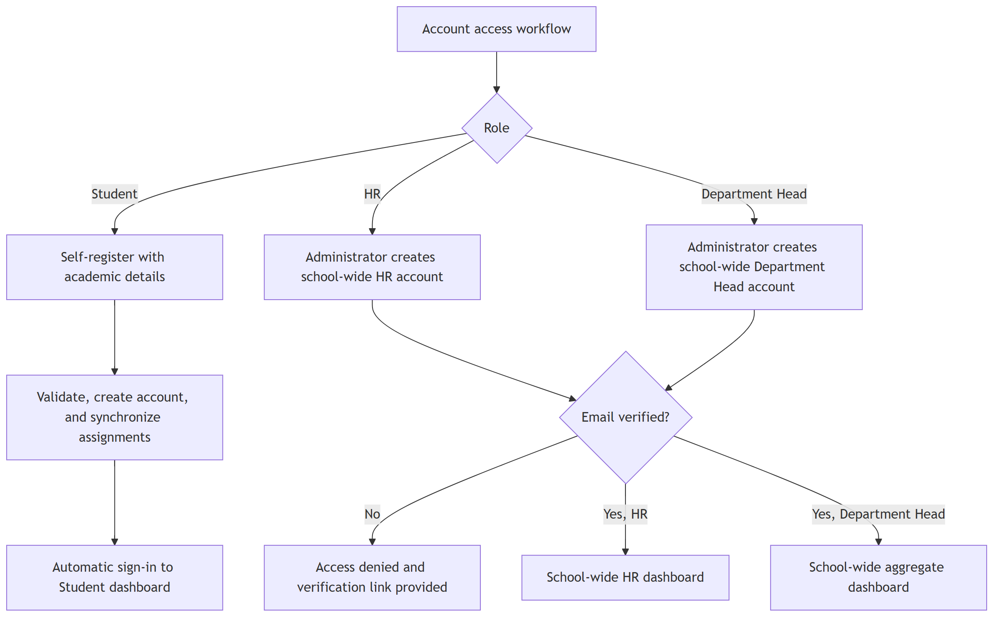 Account access workflow
Role
Student
HR
Department Head
Self-register with
academic details
Administrator creates
school-wide HR account
Administrator creates
school-wide Department
Head account
Validate, create account,
and synchronize
assignments
Email verified?
No
Yes, HR
Yes, Department Head
Automatic sign-in to
Student dashboard
Access denied and
verification link provided
School-wide HR dashboard
School-wide aggregate
dashboard